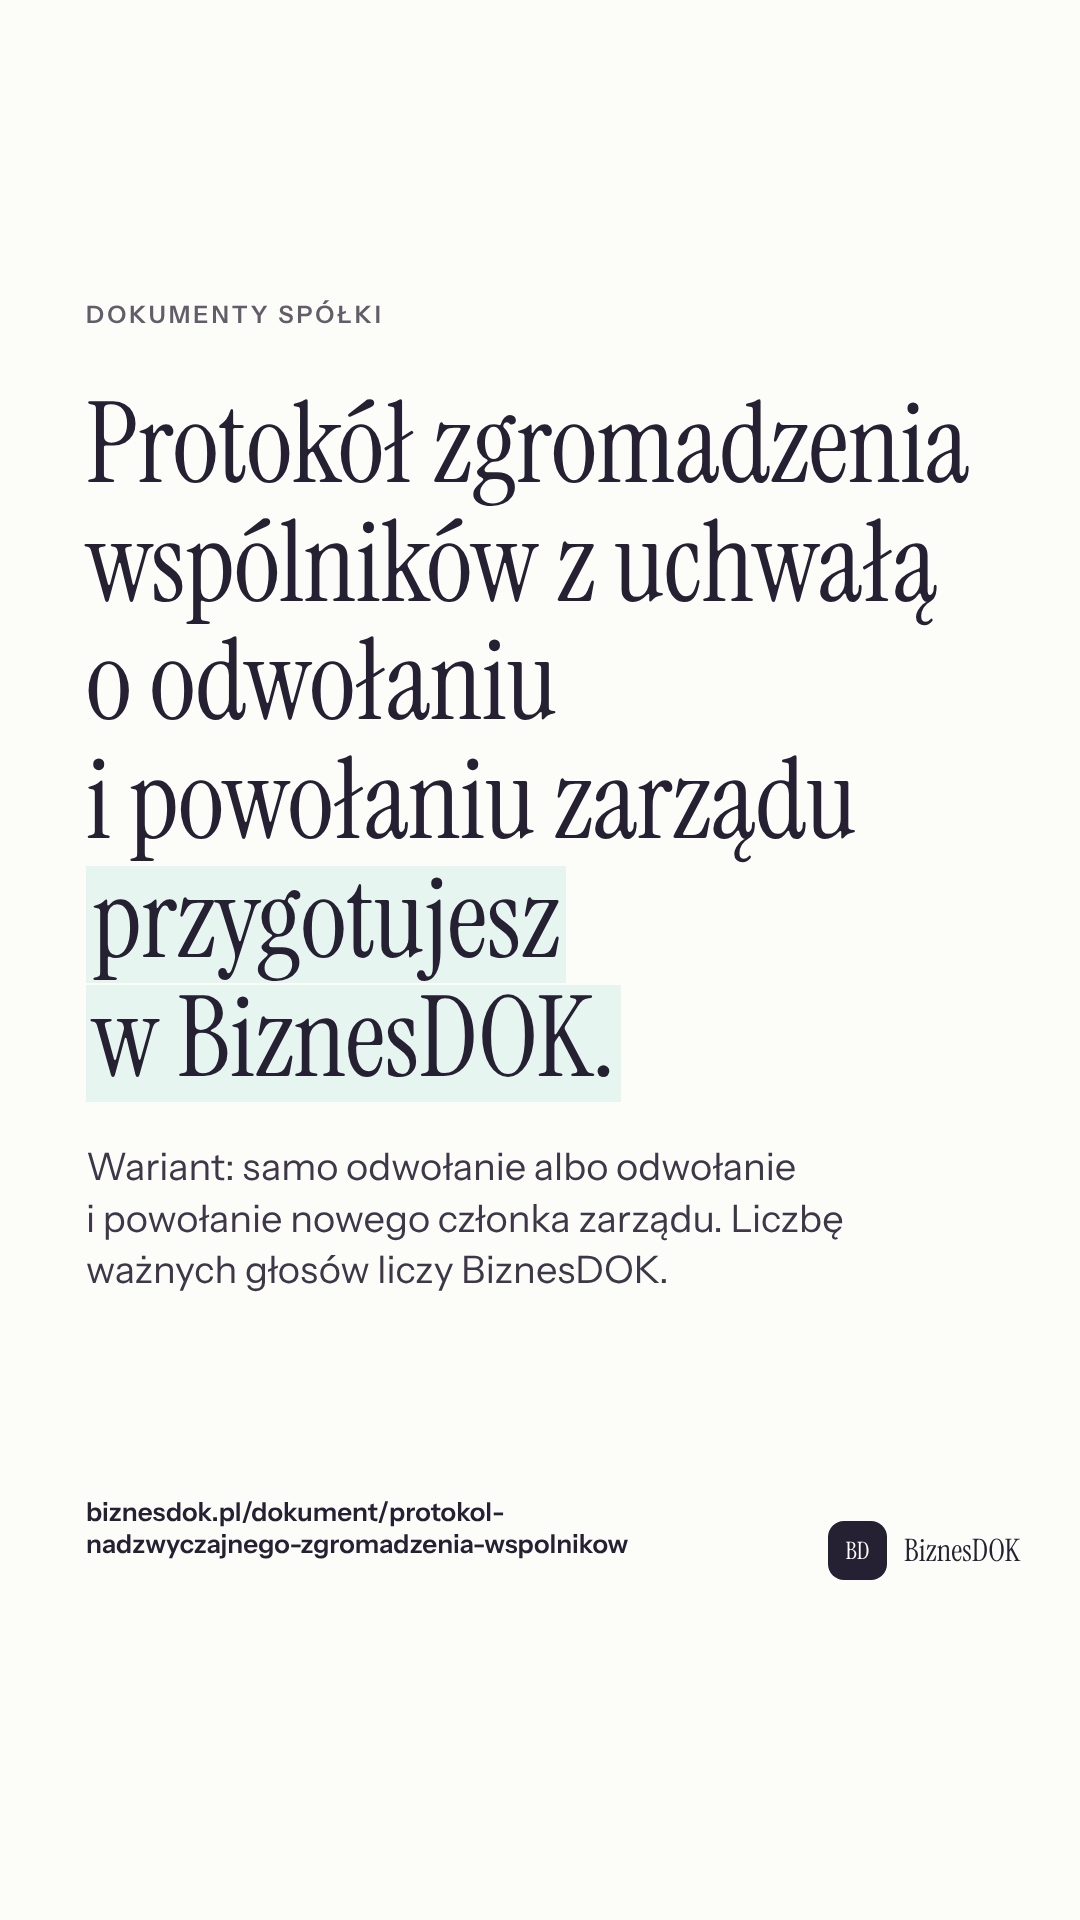 DOKUMENTY SPÓŁKI
Protokół zgromadzenia
wspólników z uchwałą
o odwołaniu
i powołaniu zarządu
przygotujesz
w BiznesDOK.
Wariant: samo odwołanie albo odwołanie
i powołanie nowego członka zarządu. Liczbę
ważnych głosów liczy BiznesDOK.
biznesdok.pl/dokument/protokol-
nadzwyczajnego-zgromadzenia-wspolnikow
BD BiznesDOK